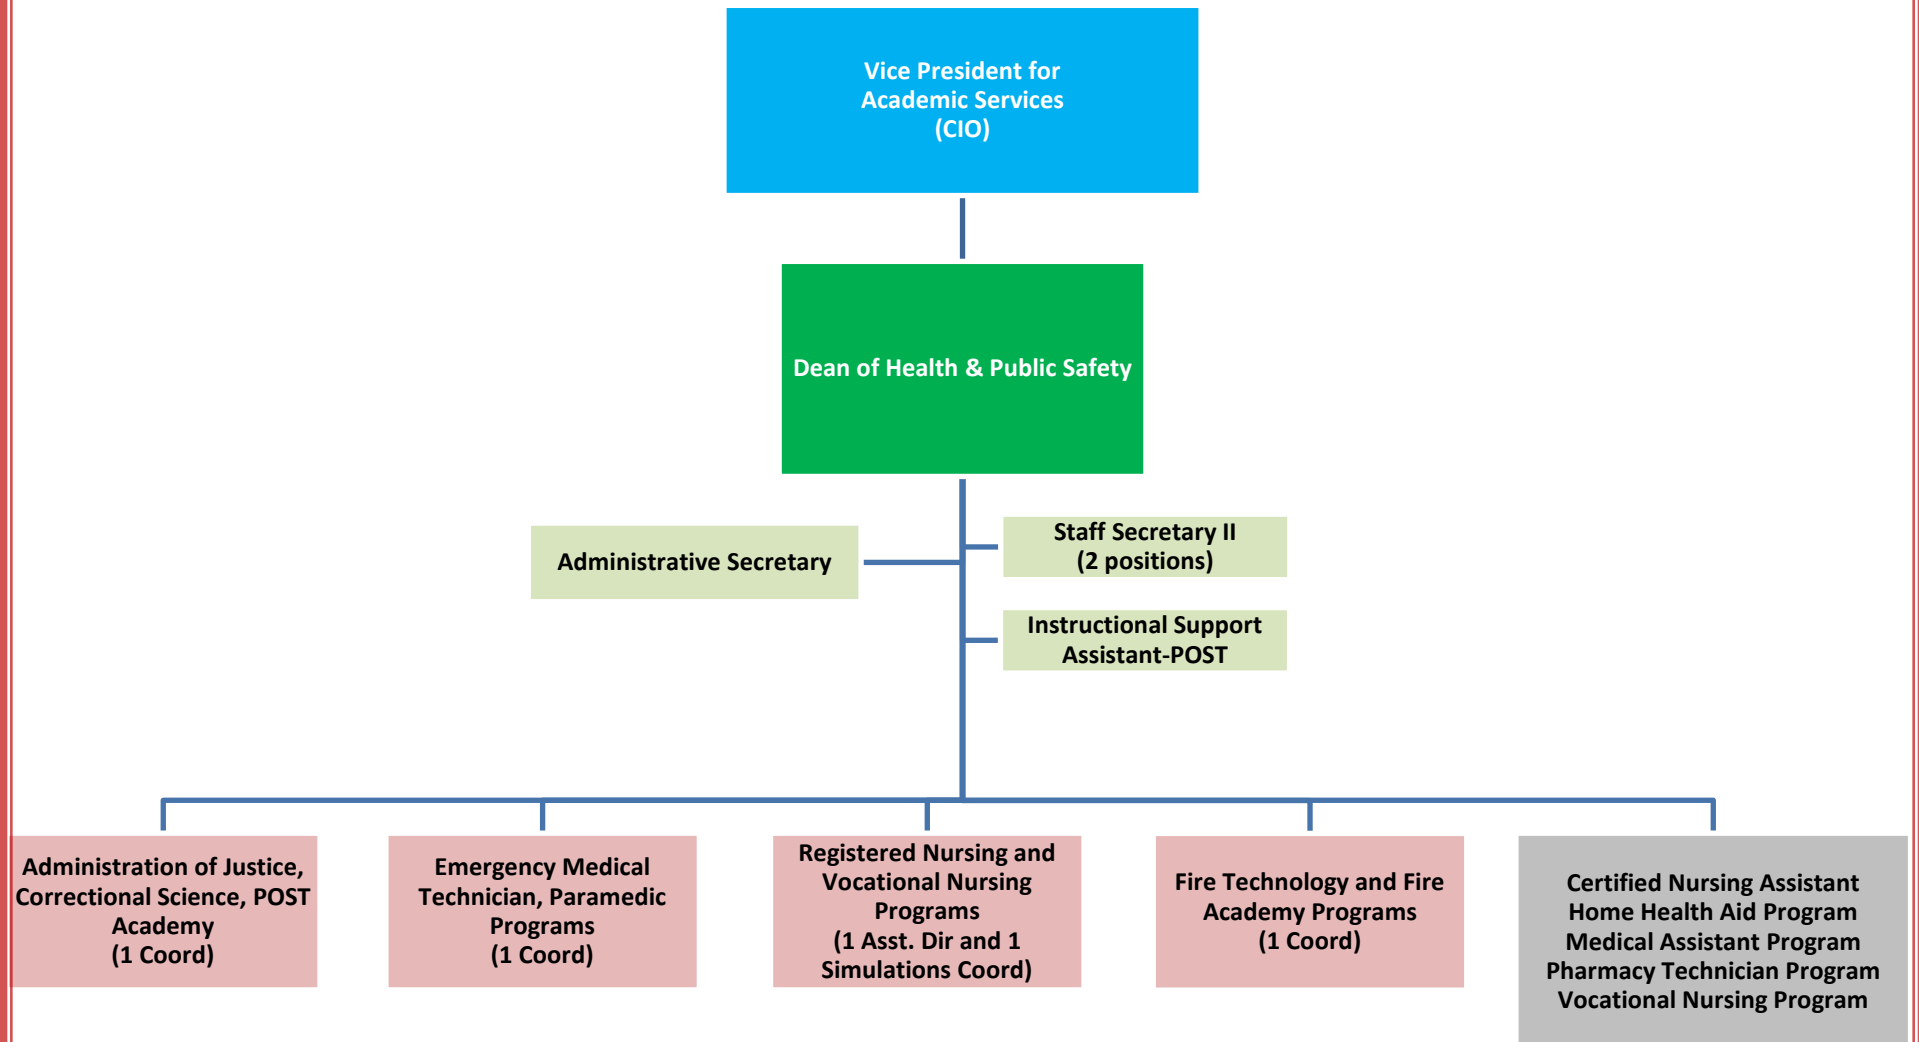 Vice President for
Academic Services
(CIO)
Dean of Health & Public Safety
Administrative Secretary
Staff Secretary II
(2 positions)
Instructional Support
Assistant-POST
Administration of Justice,
Correctional Science, POST
Academy
(1 Coord)
Emergency Medical
Technician, Paramedic
Programs
(1 Coord)
Registered Nursing and
Vocational Nursing
Programs
(1 Asst. Dir and 1
Simulations Coord)
Fire Technology and Fire
Academy Programs
(1 Coord)
Certified Nursing Assistant
Home Health Aid Program
Medical Assistant Program
Pharmacy Technician Program
Vocational Nursing Program